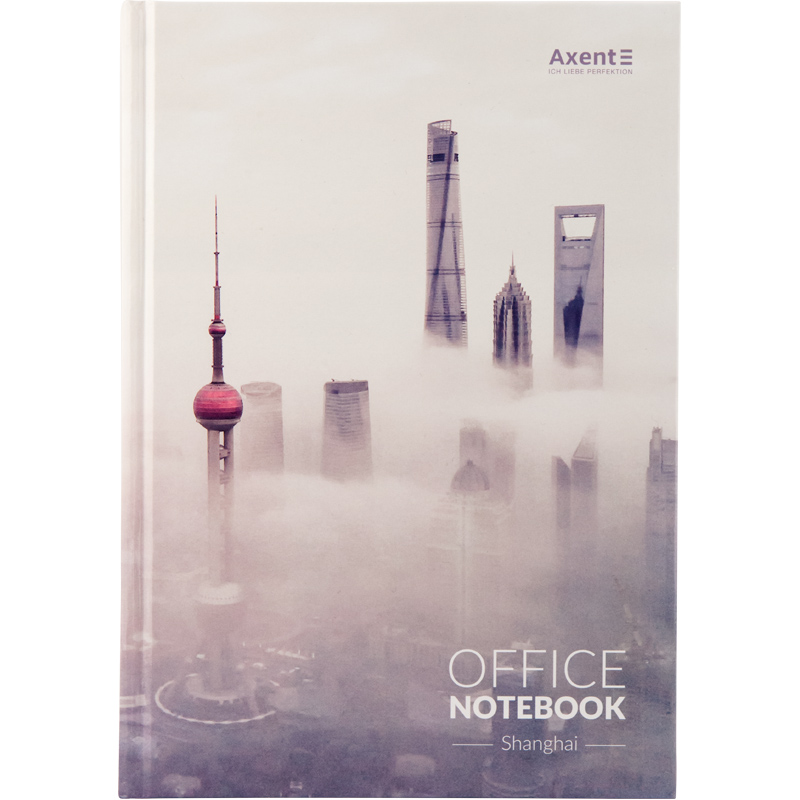 Axent
ICH LIEBE PERFEKTION
OFFICE
NOTEBOOK
Shanghai